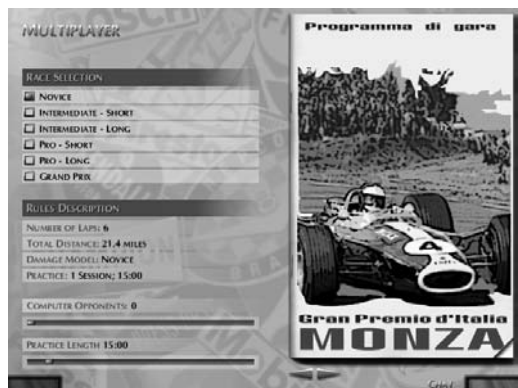 MULTIPLAYER
RACE SELECTION
NOVICE
INTERMEDIATE - SHORT
INTERMEDIATE - LONG
PRO - SHORT
PRO - LONG
GRAND PRIX
RULES DESCRIPTION
NUMBER OF LAPS: 6
TOTAL DISTANCE: 21.4 MILES
DAMAGE MODEL: NOVICE
PRACTICE: 1 SESSION; 15:00
COMPUTER OPPONENTS: 0
PRACTICE LENGTH 15:00
Programma di gara
4
Gran Premio d'Italia
MONZA